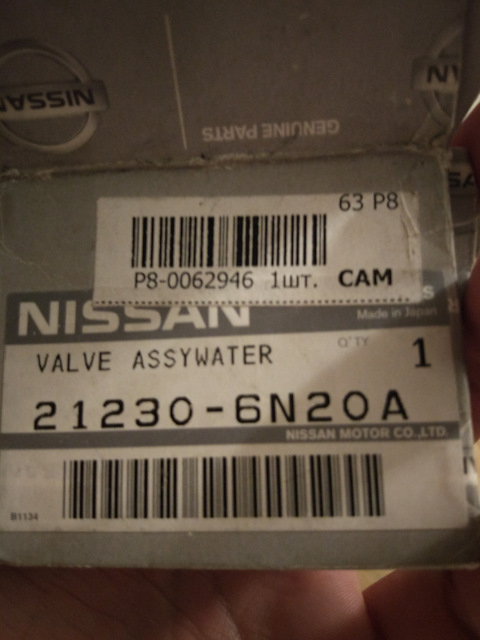 NISSAN
NISSAN
GENUINE PARTS
63 P8
P8-0062946 1шт. САМ
NISSAN
Made in Japan
VALVE ASSYWATER
Q'TY
1
21230-6N20A
NISSAN MOTOR CO.,LTD.
B1134